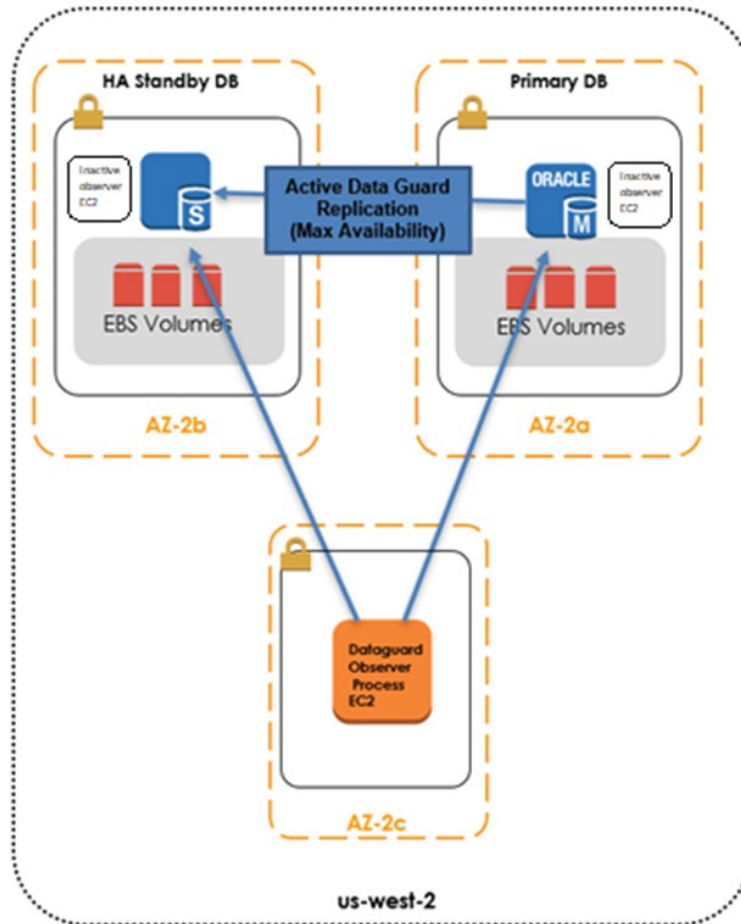 HA Standby DB
Primary DB
Inactive
observer
EC2
S
Active Data Guard
Replication
(Max Availability)
ORACLE
M
Inactive
observer
EC2
EBS Volumes
EBS Volumes
AZ-2b
AZ-2a
Dataguard
Observer
Process
EC2
AZ-2c
us-west-2